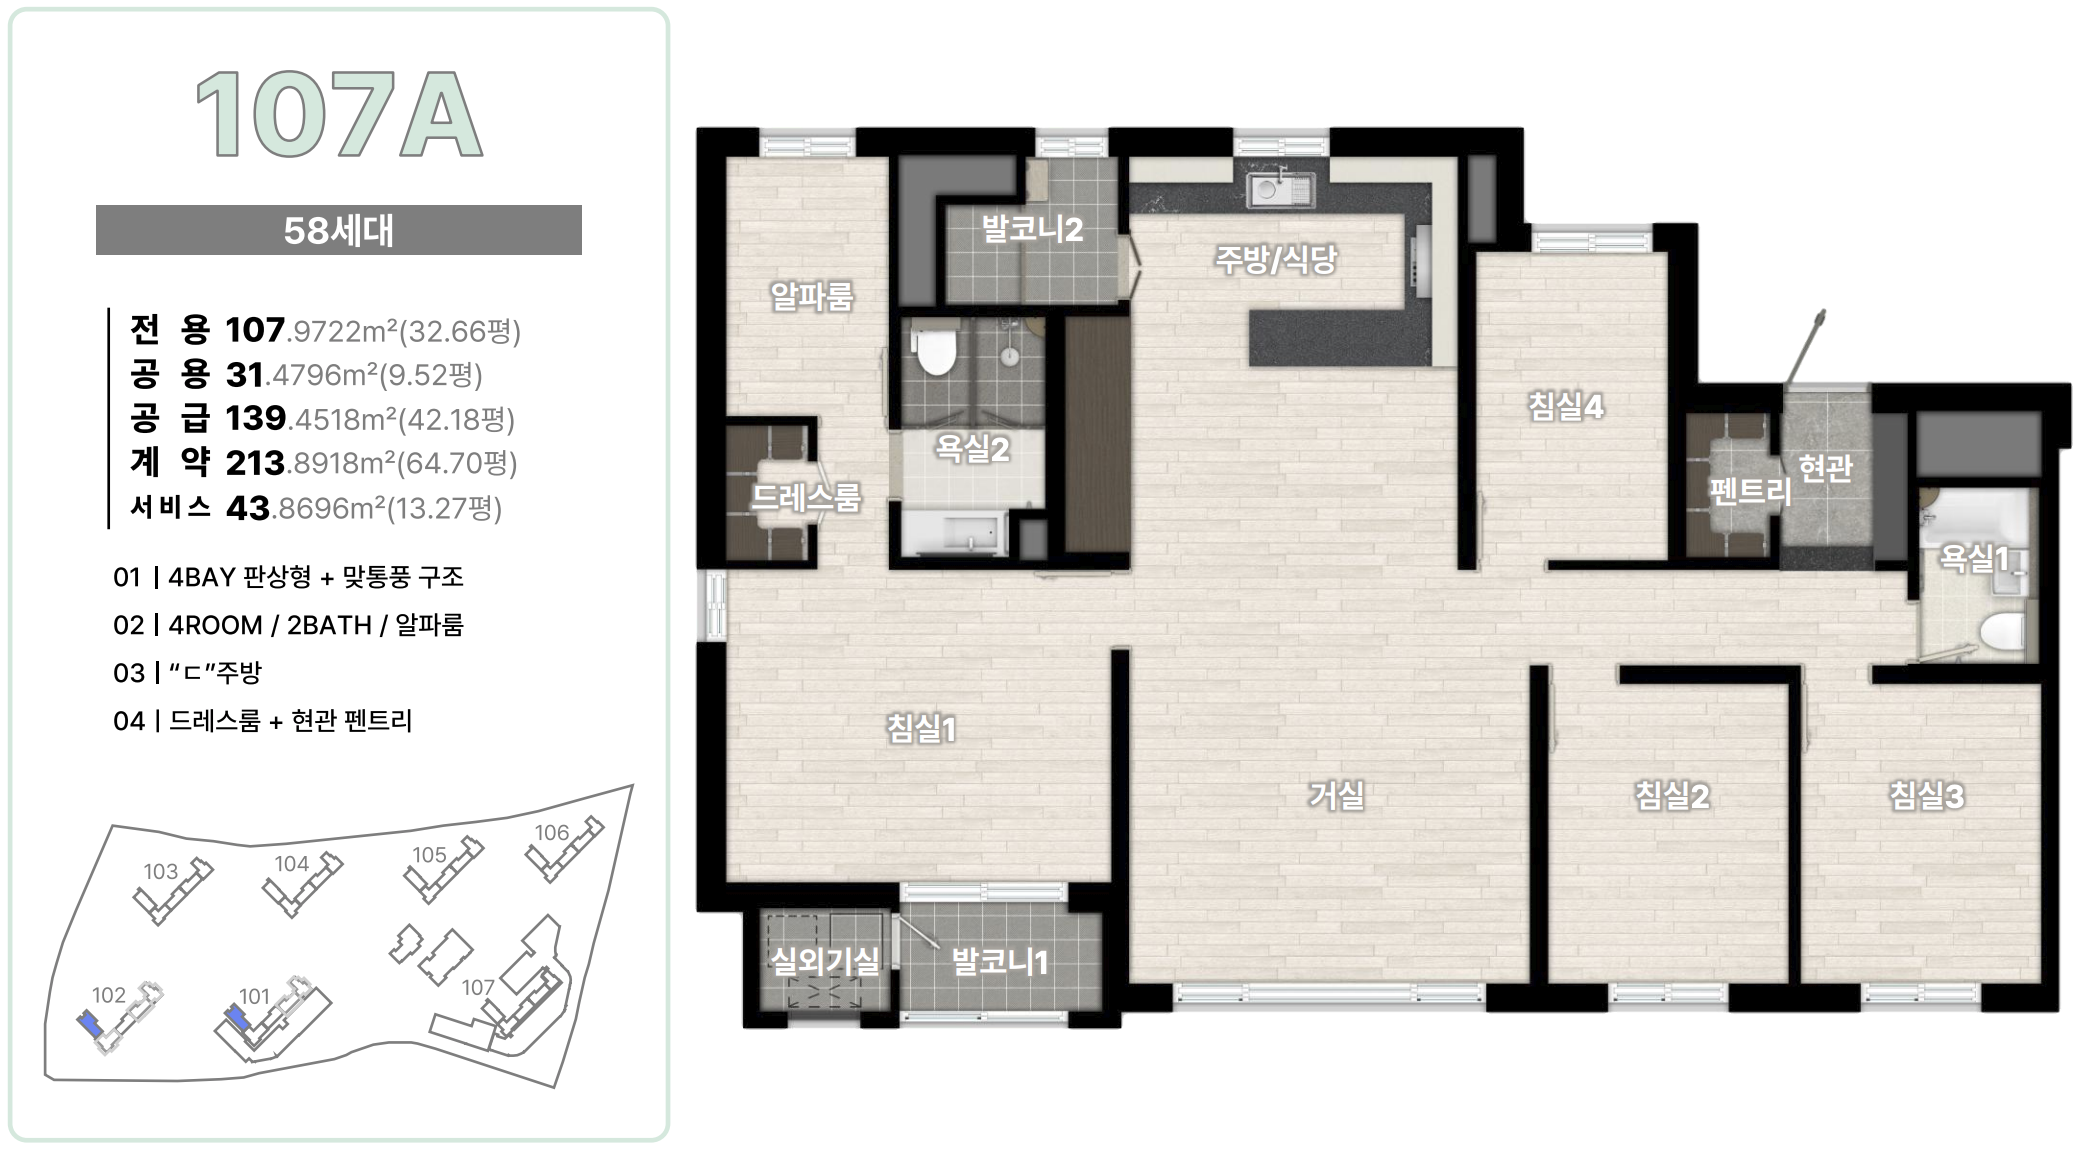 107A
58세대
전 용 107.9722m²(32.66평)
공 용 31.4796m²(9.52평)
공 급 139.4518m²(42.18평)
계 약 213.8918m²(64.70평)
서비스 43.8696m²(13.27평)
01 | 4BAY 판상형 + 맞통풍 구조
02 | 4ROOM / 2BATH / 알파룸
03 | “ㄷ”주방
04 | 드레스룸 + 현관 펜트리
106
105
104
103
102
101
107
발코니2
주방/식당
알파룸
침실4
욕실2
현관
펜트리
드레스룸
욕실1
침실1
거실
침실2
침실3
실외기실
발코니1